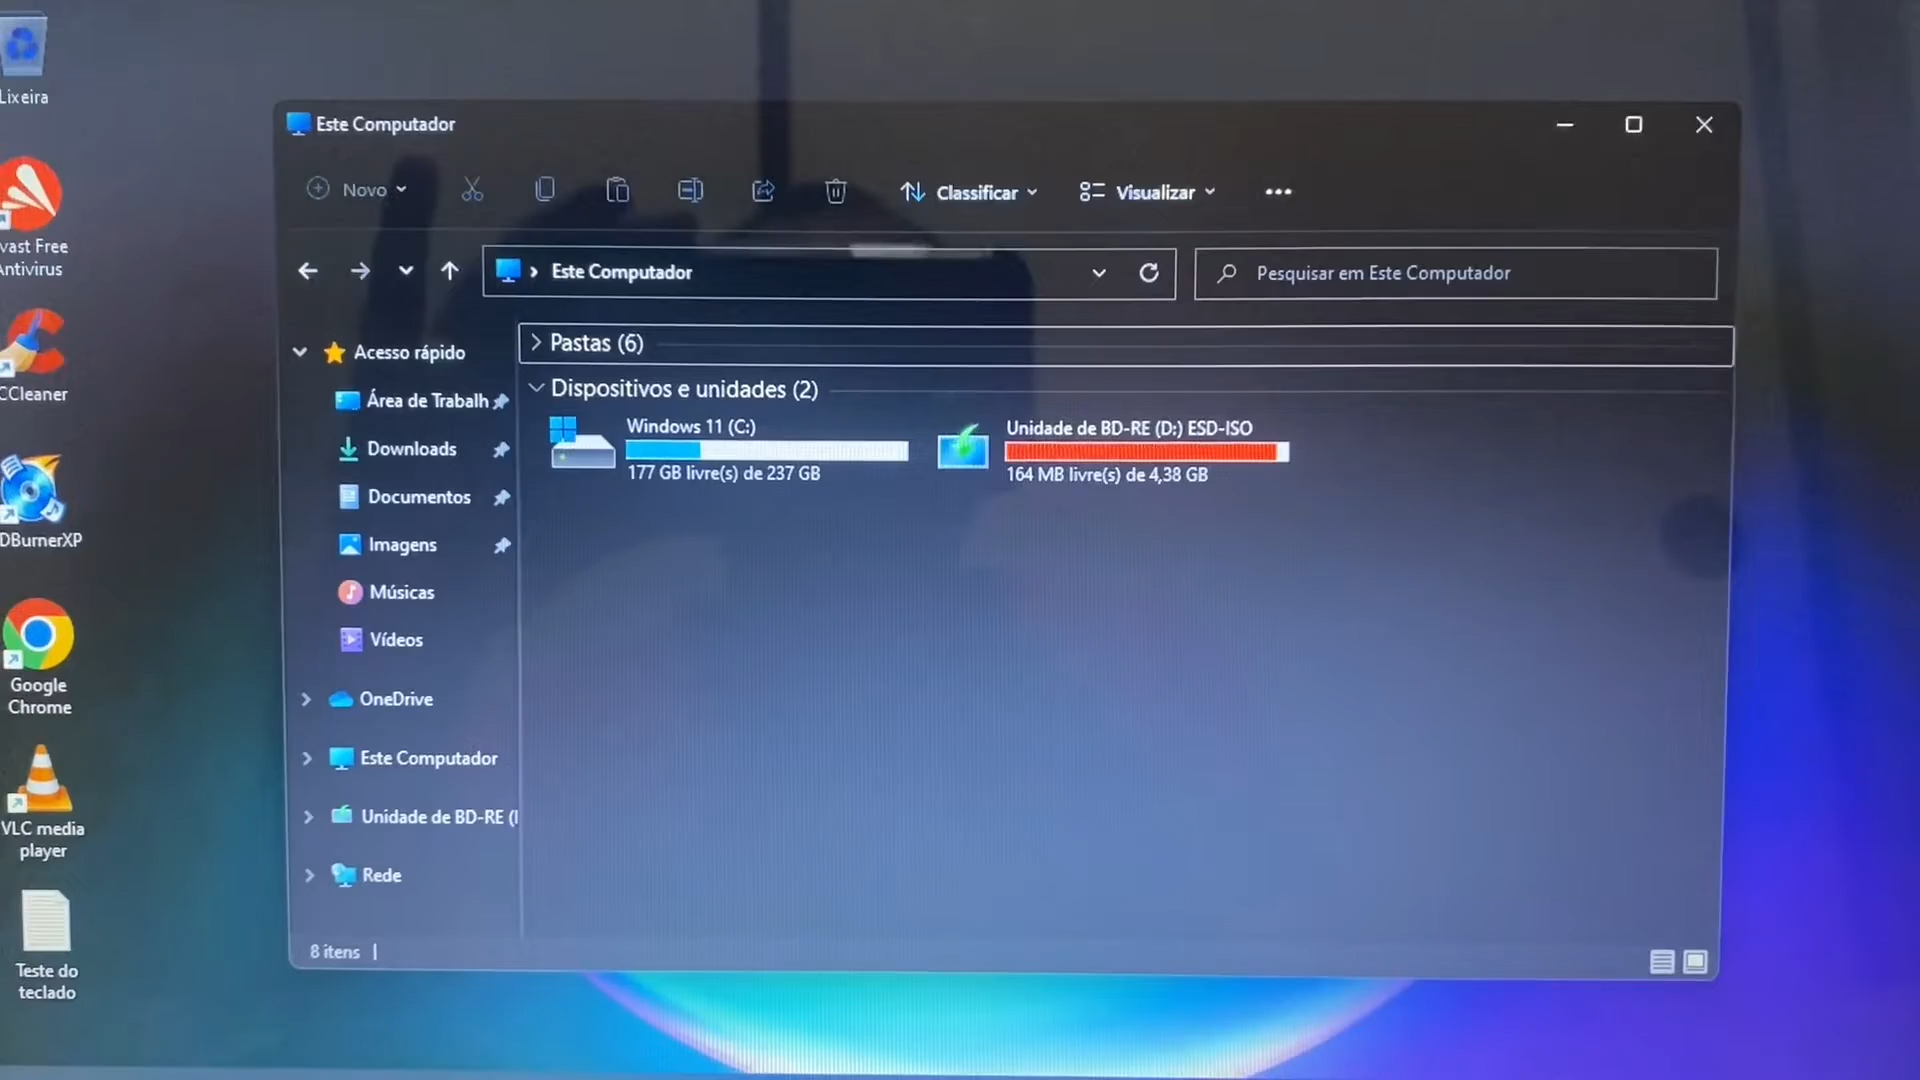 Lixeira
vast Free
Antivirus
CCleaner
DBurnerXP
Google
Chrome
VLC media
player
Teste do
teclado
Este Computador
Novo
Classificar
Visualizar
Este Computador
Pesquisar em Este Computador
Acesso rápido
Área de Trabalh
Downloads
Documentos
Imagens
Músicas
Vídeos
OneDrive
Este Computador
Unidade de BD-RE (
Rede
Pastas (6)
Dispositivos e unidades (2)
Windows 11 (C:)
177 GB livre(s) de 237 GB
Unidade de BD-RE (D:) ESD-ISO
164 MB livre(s) de 4,38 GB
8 itens